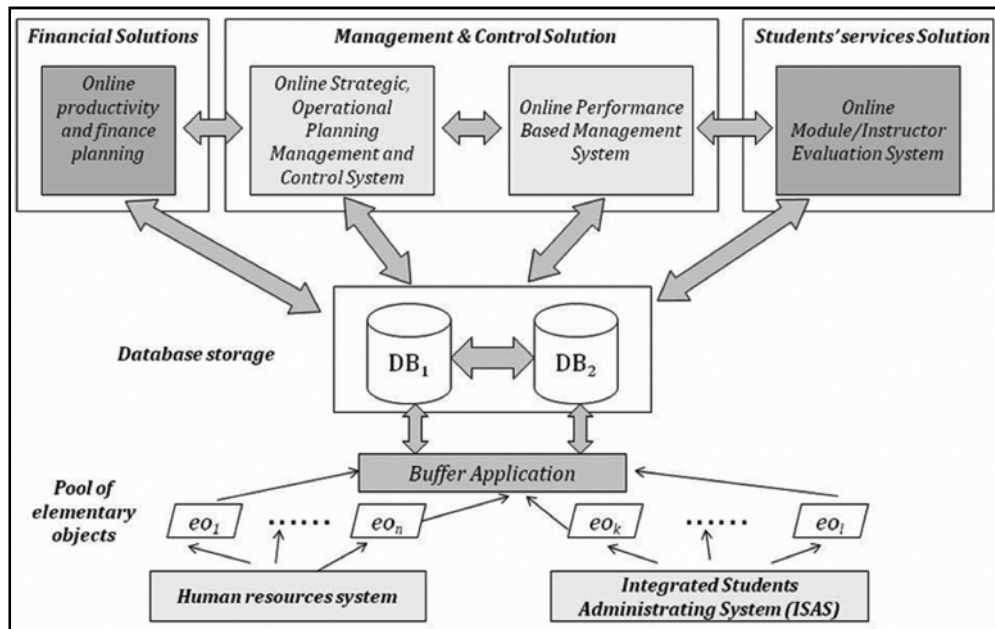 Financial Solutions
Management & Control Solution
Students' services Solution
Online
productivity
and finance
planning
Online Strategic,
Operational
Planning
Management and
Control System
Online Performance
Based Management
System
Online
Module/Instructor
Evaluation System
Database storage
DB₁
DB₂
Buffer Application
Pool of
elementary
objects
eo₁
......
eoₙ
eoₖ
......
eoₗ
Human resources system
Integrated Students
Administrating System (ISAS)